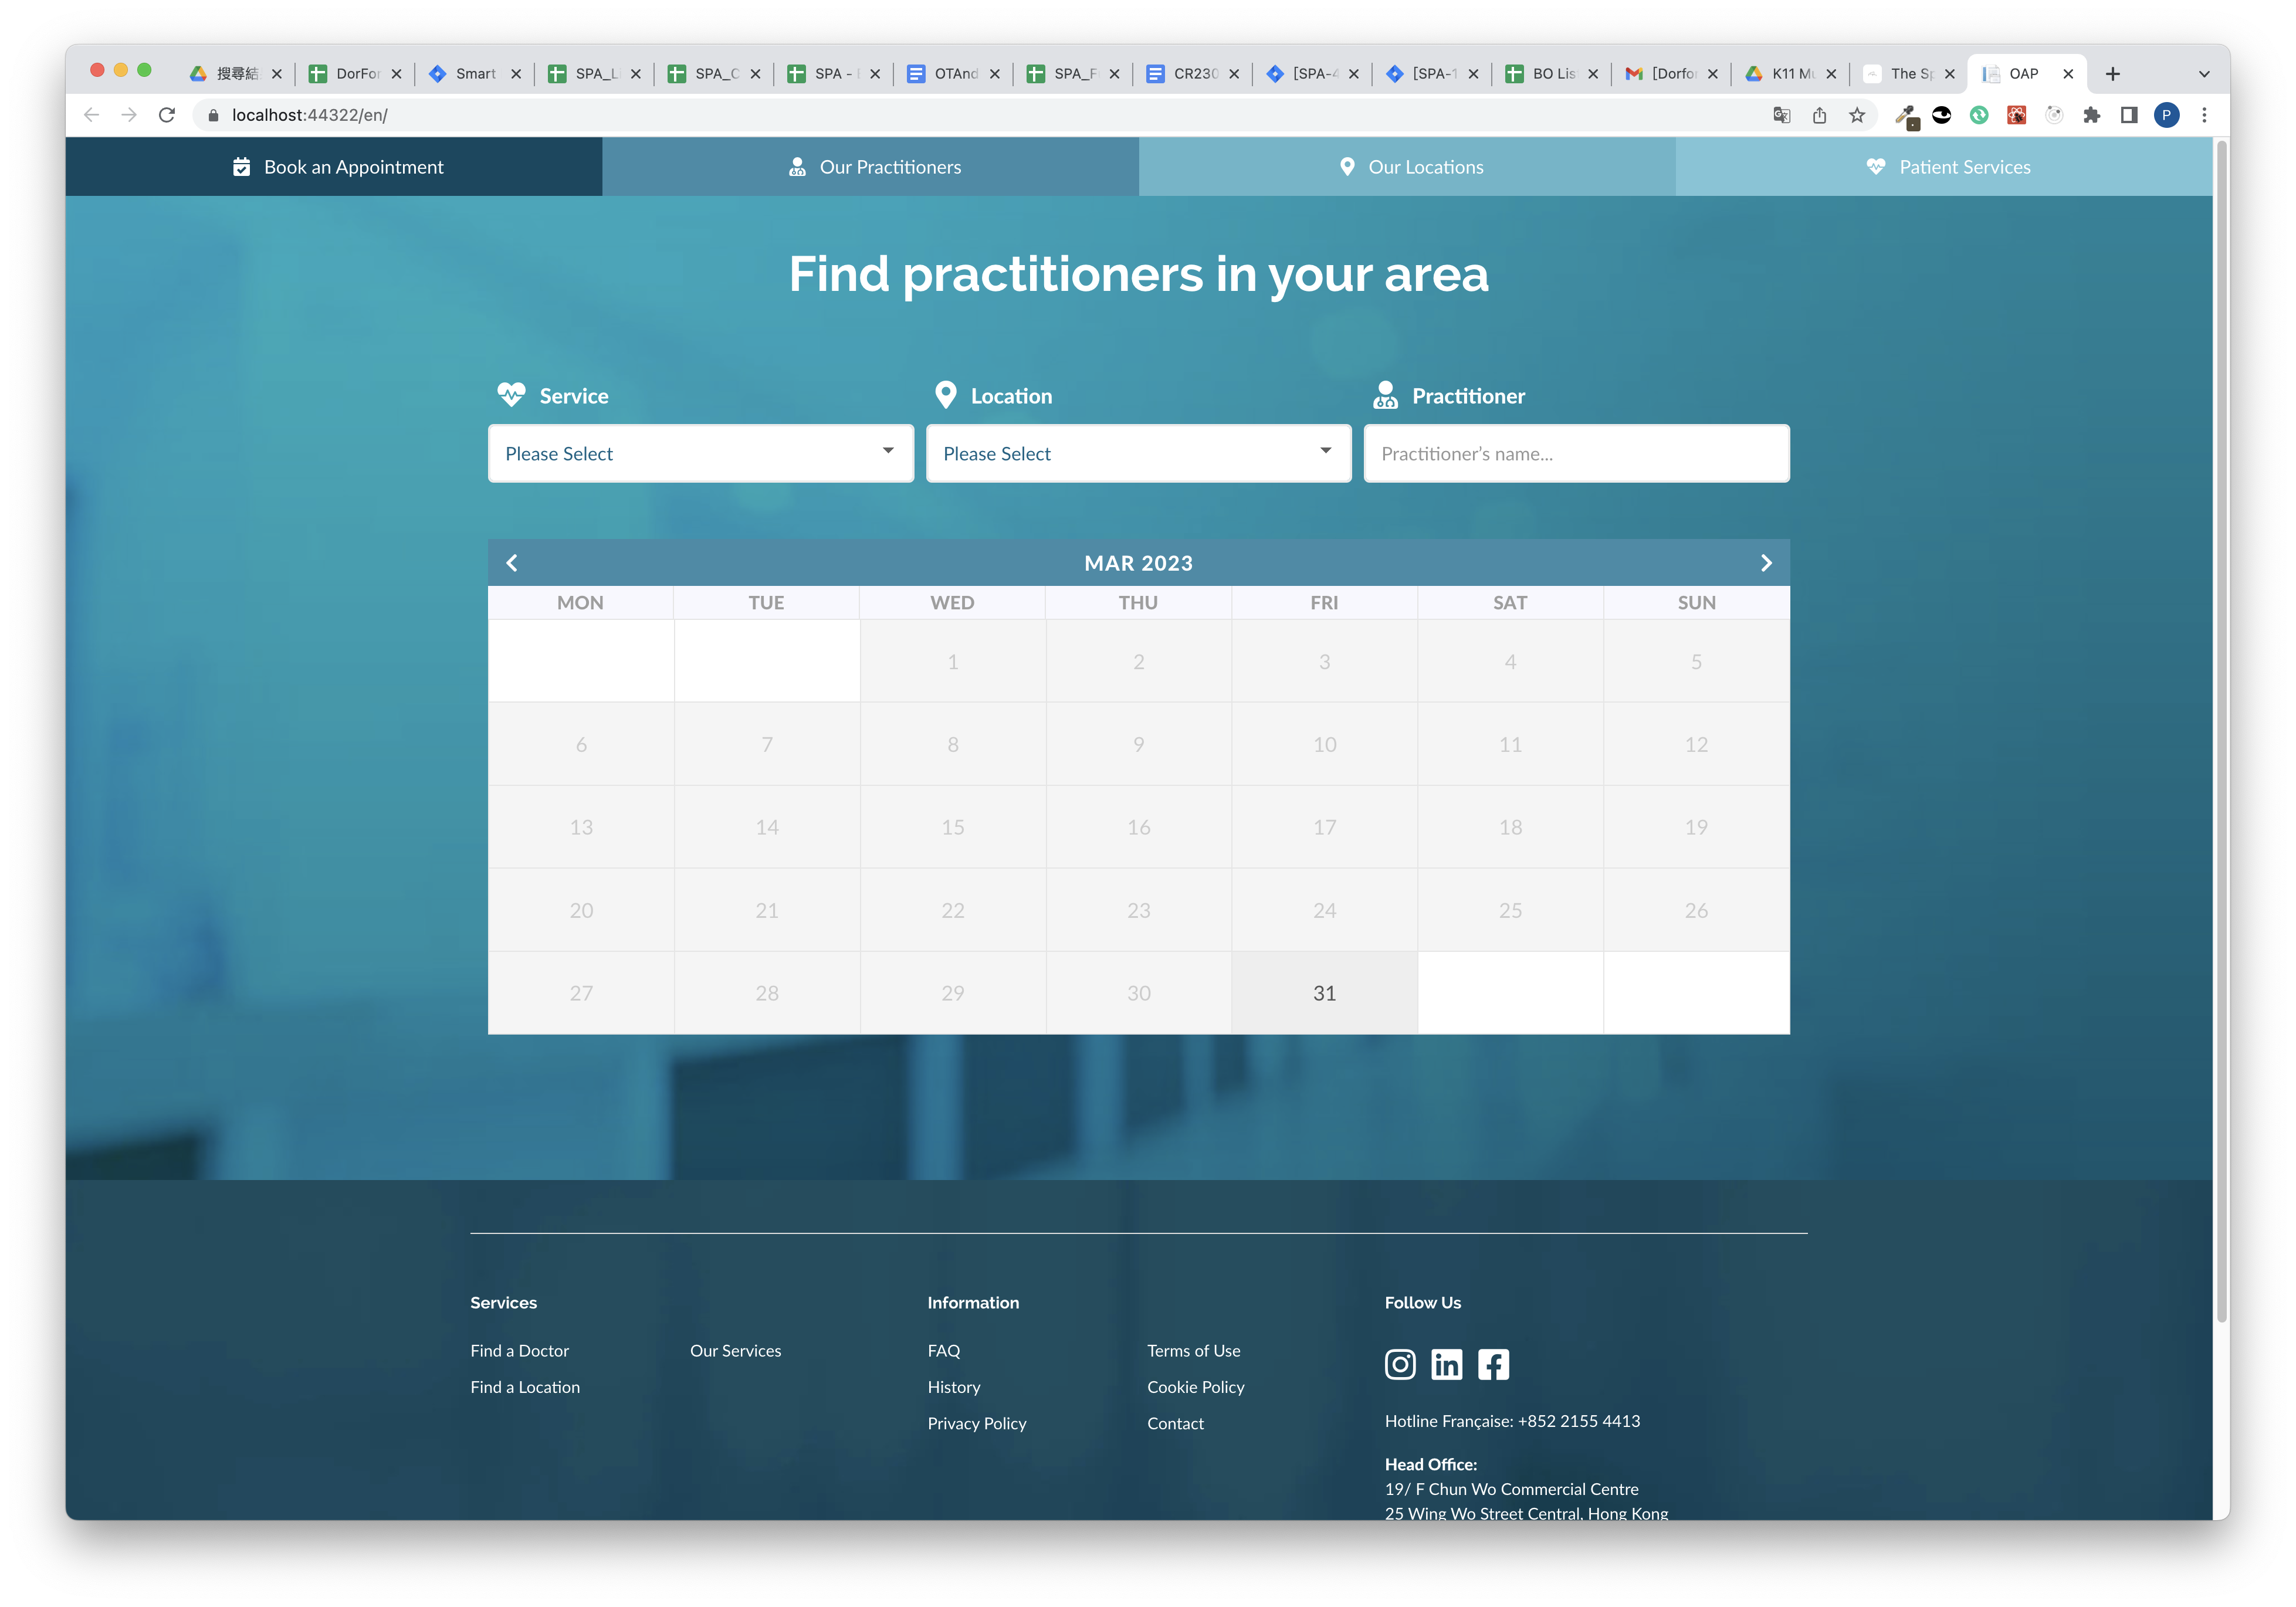 搜尋結
DorFor
Smart
SPA_L
SPA_C
SPA -
OTAnd
SPA_F
CR230
[SPA-4
[SPA-1
BO Lis
[Dorfor
K11 Mu
The Sp
OAP
localhost:44322/en/
P
Book an Appointment
Our Practitioners
Our Locations
Patient Services
Find practitioners in your area
Service
Location
Practitioner
Please Select
Please Select
Practitioner’s name...
MAR 2023
MON TUE WED THU FRI SAT SUN
1 2 3 4 5
6 7 8 9 10 11 12
13 14 15 16 17 18 19
20 21 22 23 24 25 26
27 28 29 30 31
Services
Find a Doctor
Our Services
Find a Location
Information
FAQ
Terms of Use
History
Cookie Policy
Privacy Policy
Contact
Follow Us
Hotline Française: +852 2155 4413
Head Office:
19/ F Chun Wo Commercial Centre
25 Wing Wo Street Central, Hong Kong